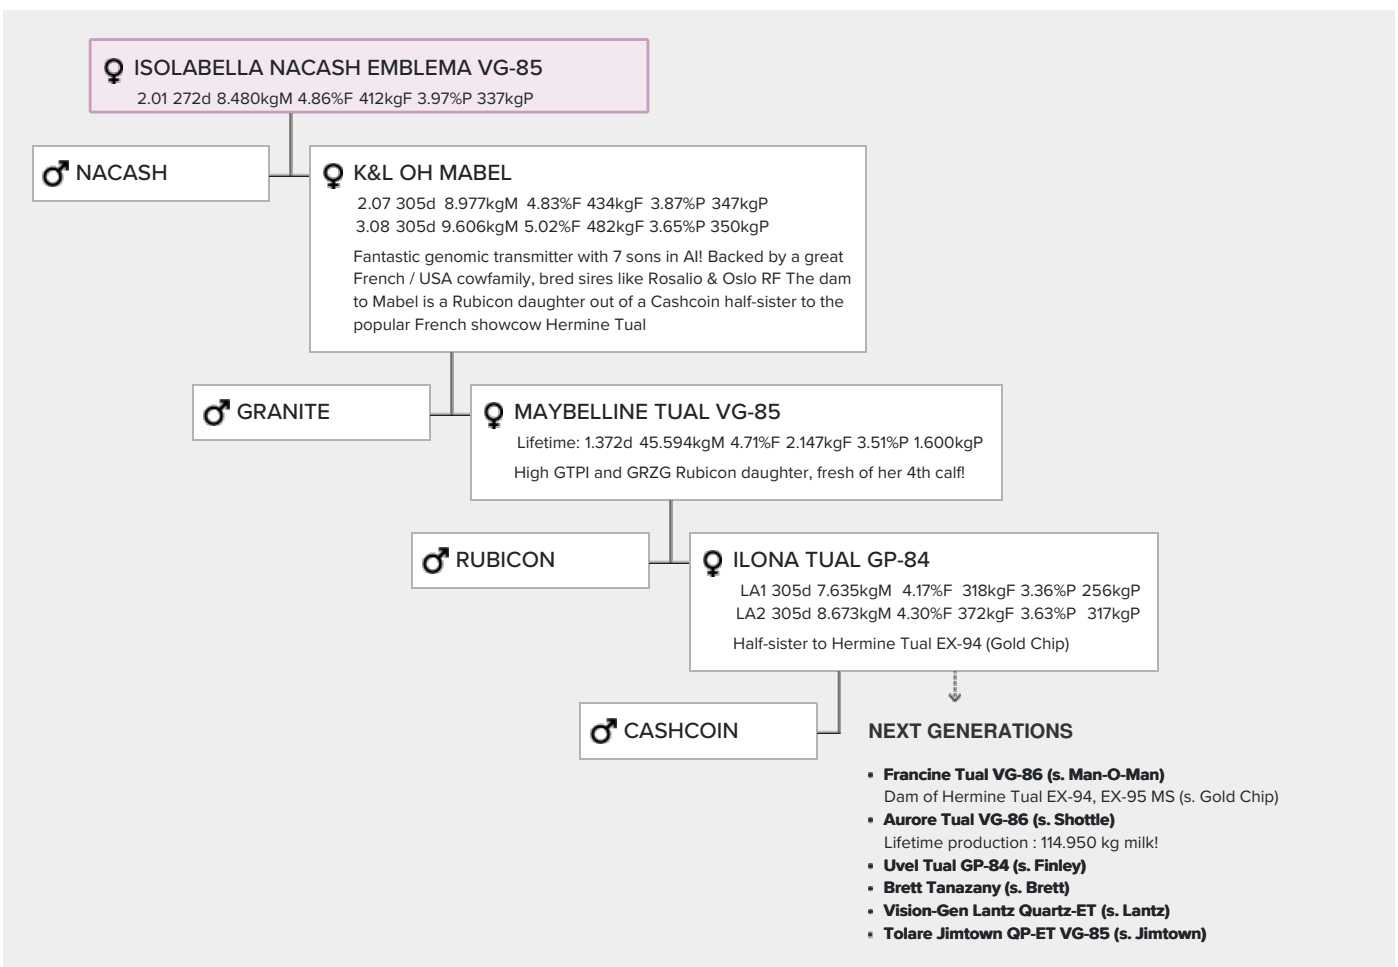 ISOLABELLA NACASH EMBLEMA VG-85
2.01 272d 8.480kgM 4.86%F 412kgF 3.97%P 337kgP
NACASH
K&L OH MABEL
2.07 305d 8.977kgM 4.83%F 434kgF 3.87%P 347kgP
3.08 305d 9.606kgM 5.02%F 482kgF 3.65%P 350kgP
Fantastic genomic transmitter with 7 sons in AI! Backed by a great
French / USA cowfamily, bred sires like Rosalio & Oslo RF The dam
to Mabel is a Rubicon daughter out of a Cashcoin half-sister to the
popular French showcow Hermine Tual
GRANITE
MAYBELLINE TUAL VG-85
Lifetime: 1.372d 45.594kgM 4.71%F 2.147kgF 3.51%P 1.600kgP
High GTPI and GRZG Rubicon daughter, fresh of her 4th calf!
RUBICON
ILONA TUAL GP-84
LA1 305d 7.635kgM 4.17%F 318kgF 3.36%P 256kgP
LA2 305d 8.673kgM 4.30%F 372kgF 3.63%P 317kgP
Half-sister to Hermine Tual EX-94 (Gold Chip)
CASHCOIN
NEXT GENERATIONS
• Francine Tual VG-86 (s. Man-O-Man)
Dam of Hermine Tual EX-94, EX-95 MS (s. Gold Chip)
• Aurore Tual VG-86 (s. Shottle)
Lifetime production : 114.950 kg milk!
• Uvel Tual GP-84 (s. Finley)
• Brett Tanazany (s. Brett)
• Vision-Gen Lantz Quartz-ET (s. Lantz)
• Tolare Jimtown QP-ET VG-85 (s. Jimtown)